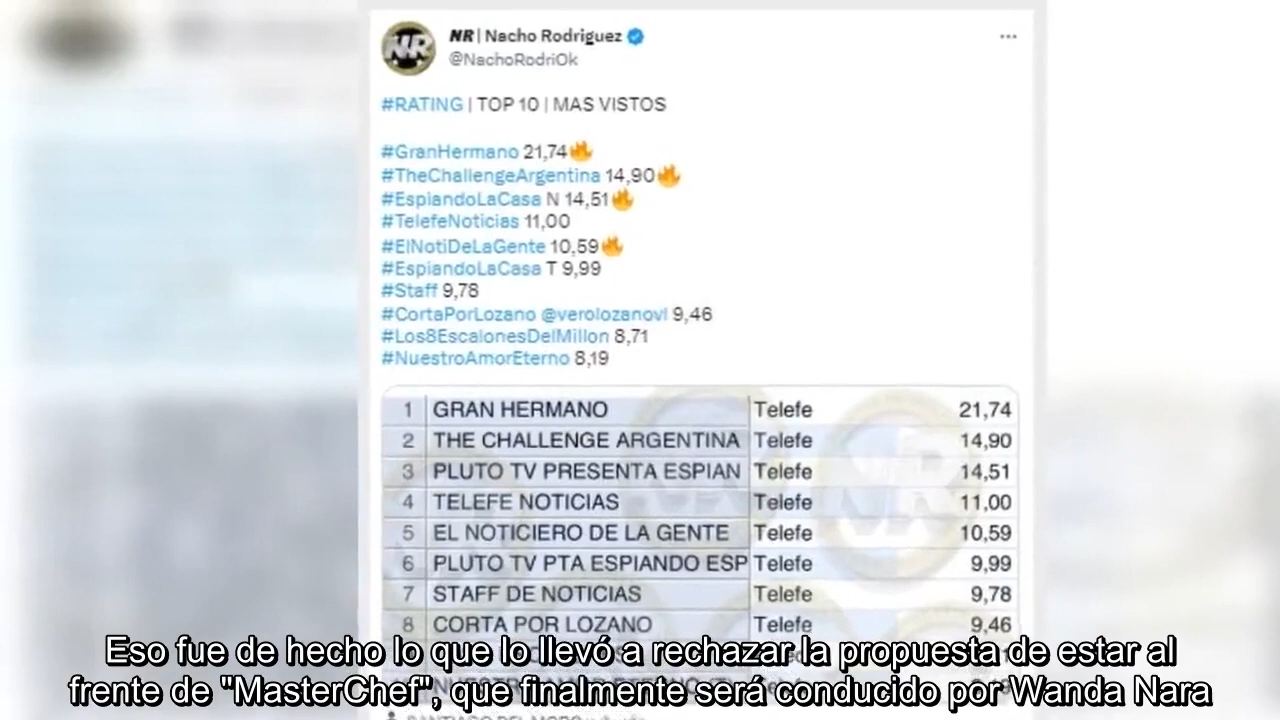 NR | Nacho Rodriguez
@NachoRodriOk
#RATING | TOP 10 | MAS VISTOS
#GranHermano 21,74🔥
#TheChallengeArgentina 14,90🔥
#EspiandoLaCasa N 14,51🔥
#TelefeNoticias 11,00
#ElNotiDeLaGente 10,59🔥
#EspiandoLaCasa T 9,99
#Staff 9,78
#CortaPorLozano @verolozanovl 9,46
#Los8EscalonesDelMillon 8,71
#NuestroAmorEterno 8,19
1 GRAN HERMANO Telefe 21,74
2 THE CHALLENGE ARGENTINA Telefe 14,90
3 PLUTO TV PRESENTA ESPIAN Telefe 14,51
4 TELEFE NOTICIAS Telefe 11,00
5 EL NOTICIERO DE LA GENTE Telefe 10,59
6 PLUTO TV PTA ESPIANDO ESP Telefe 9,99
7 STAFF DE NOTICIAS Telefe 9,78
8 CORTA POR LOZANO Telefe 9,46
Eso fue de hecho lo que lo llevó a rechazar la propuesta de estar al
frente de "MasterChef", que finalmente será conducido por Wanda Nara